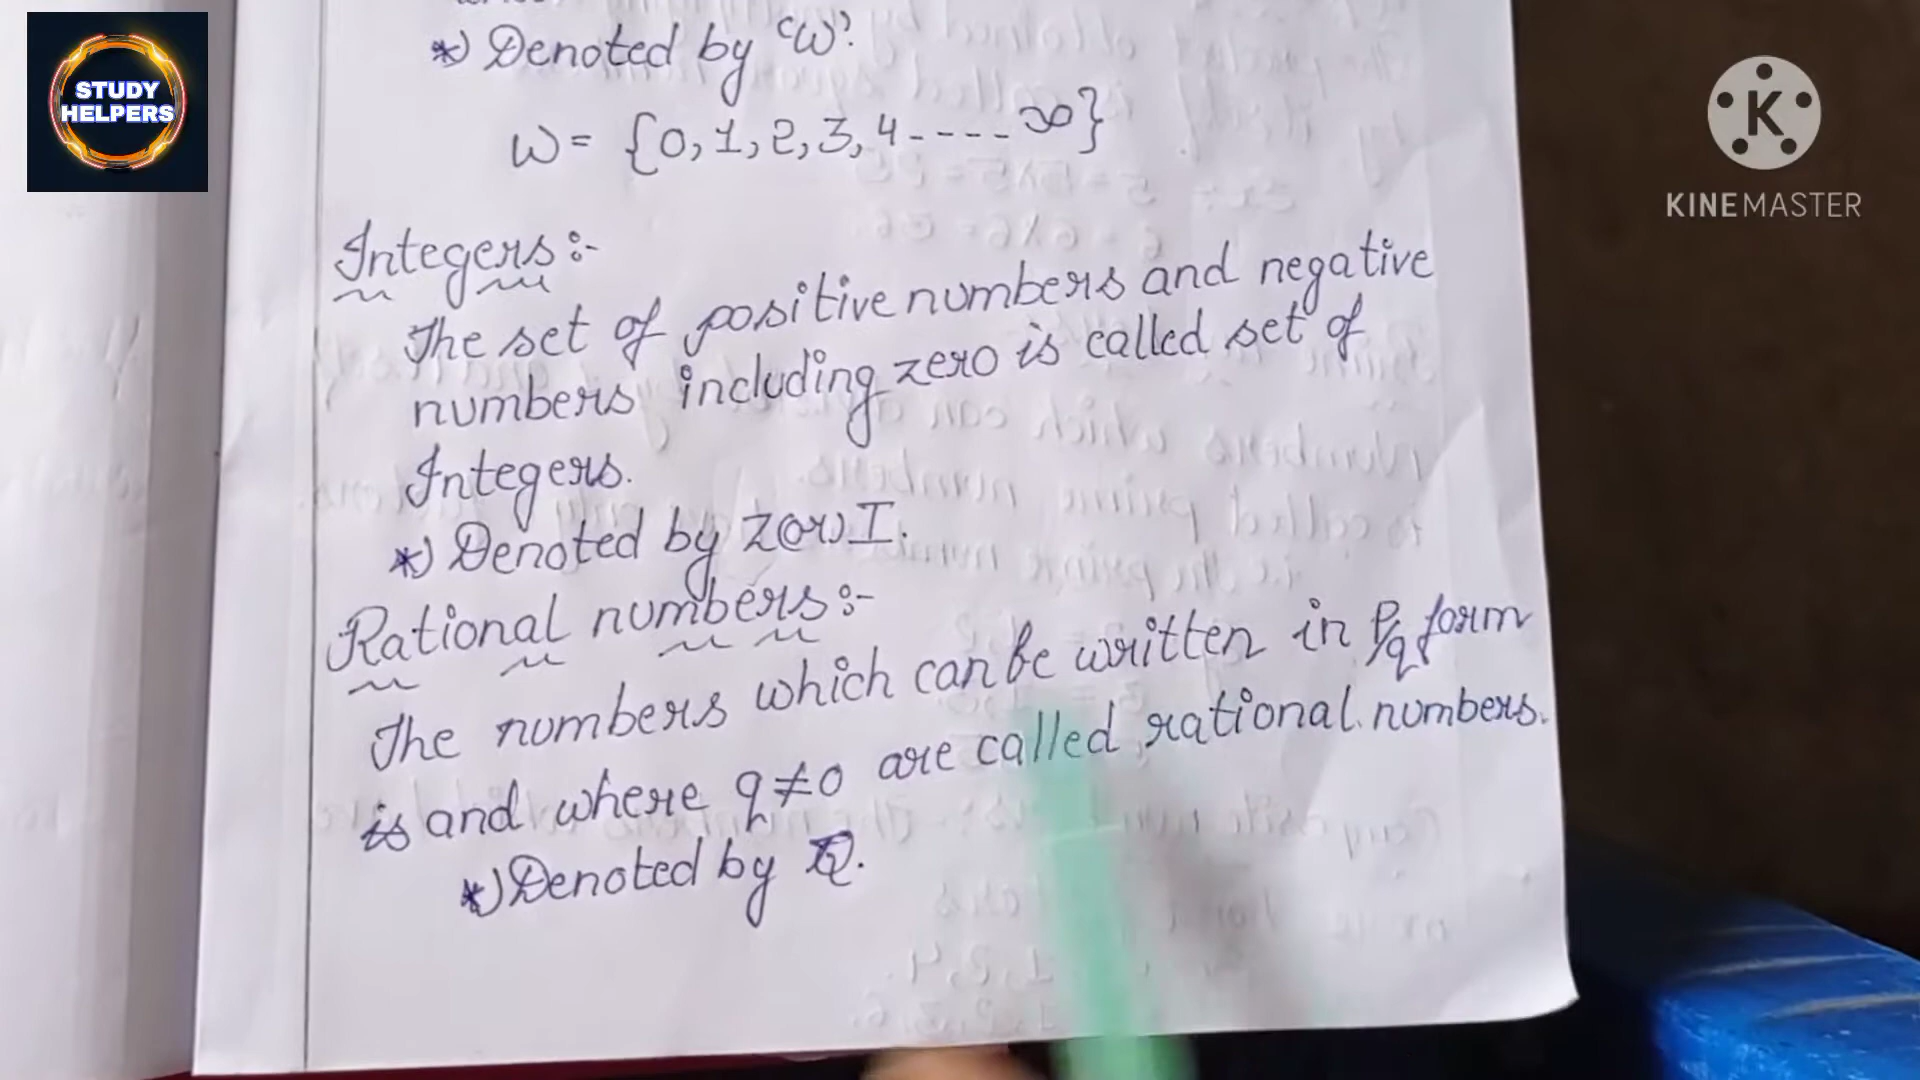 STUDY
HELPERS
K
KINEMASTER
*) Denoted by 'W'.
W = {0, 1, 2, 3, 4 ---- ∞}
Integers :-
The set of positive numbers and negative
numbers including zero is called set of
Integers.
*) Denoted by Z or I.
Rational numbers :-
The numbers which can be written in P/q form
is and where q ≠ 0 are called rational numbers.
*) Denoted by Q.